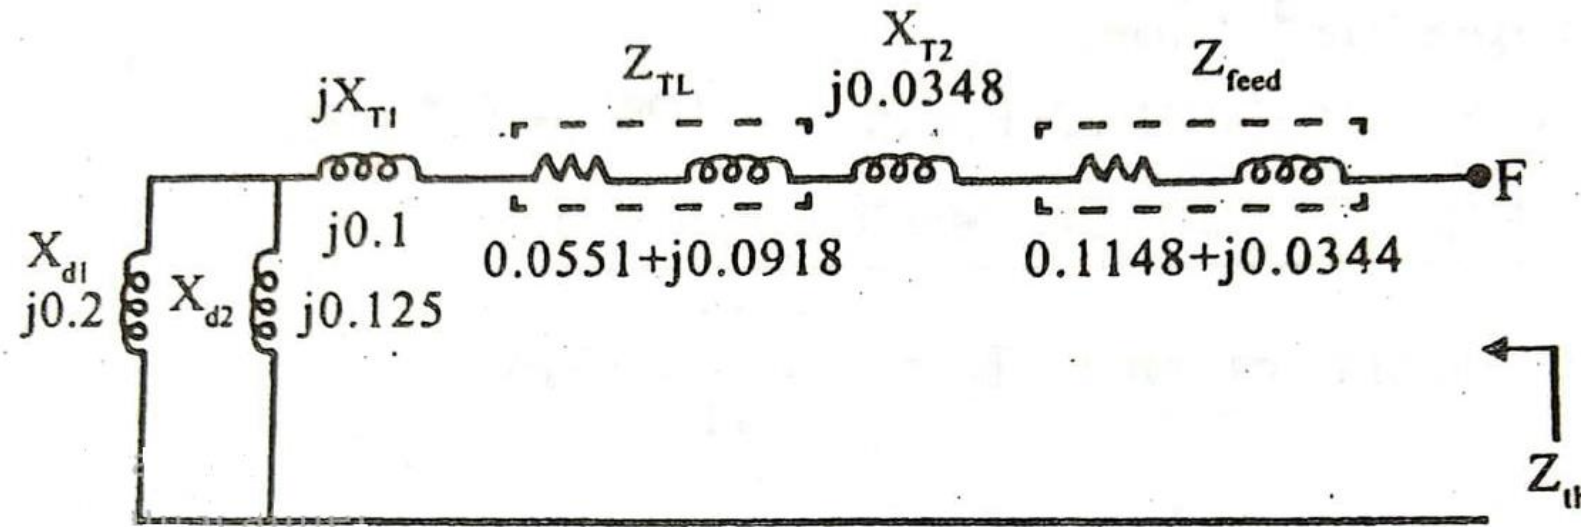 X_T2
Z_TL
j0.0348
Z_feed
jX_T1
F
j0.1
0.0551+j0.0918
0.1148+j0.0344
X_d1
j0.2
X_d2
j0.125
Z_th